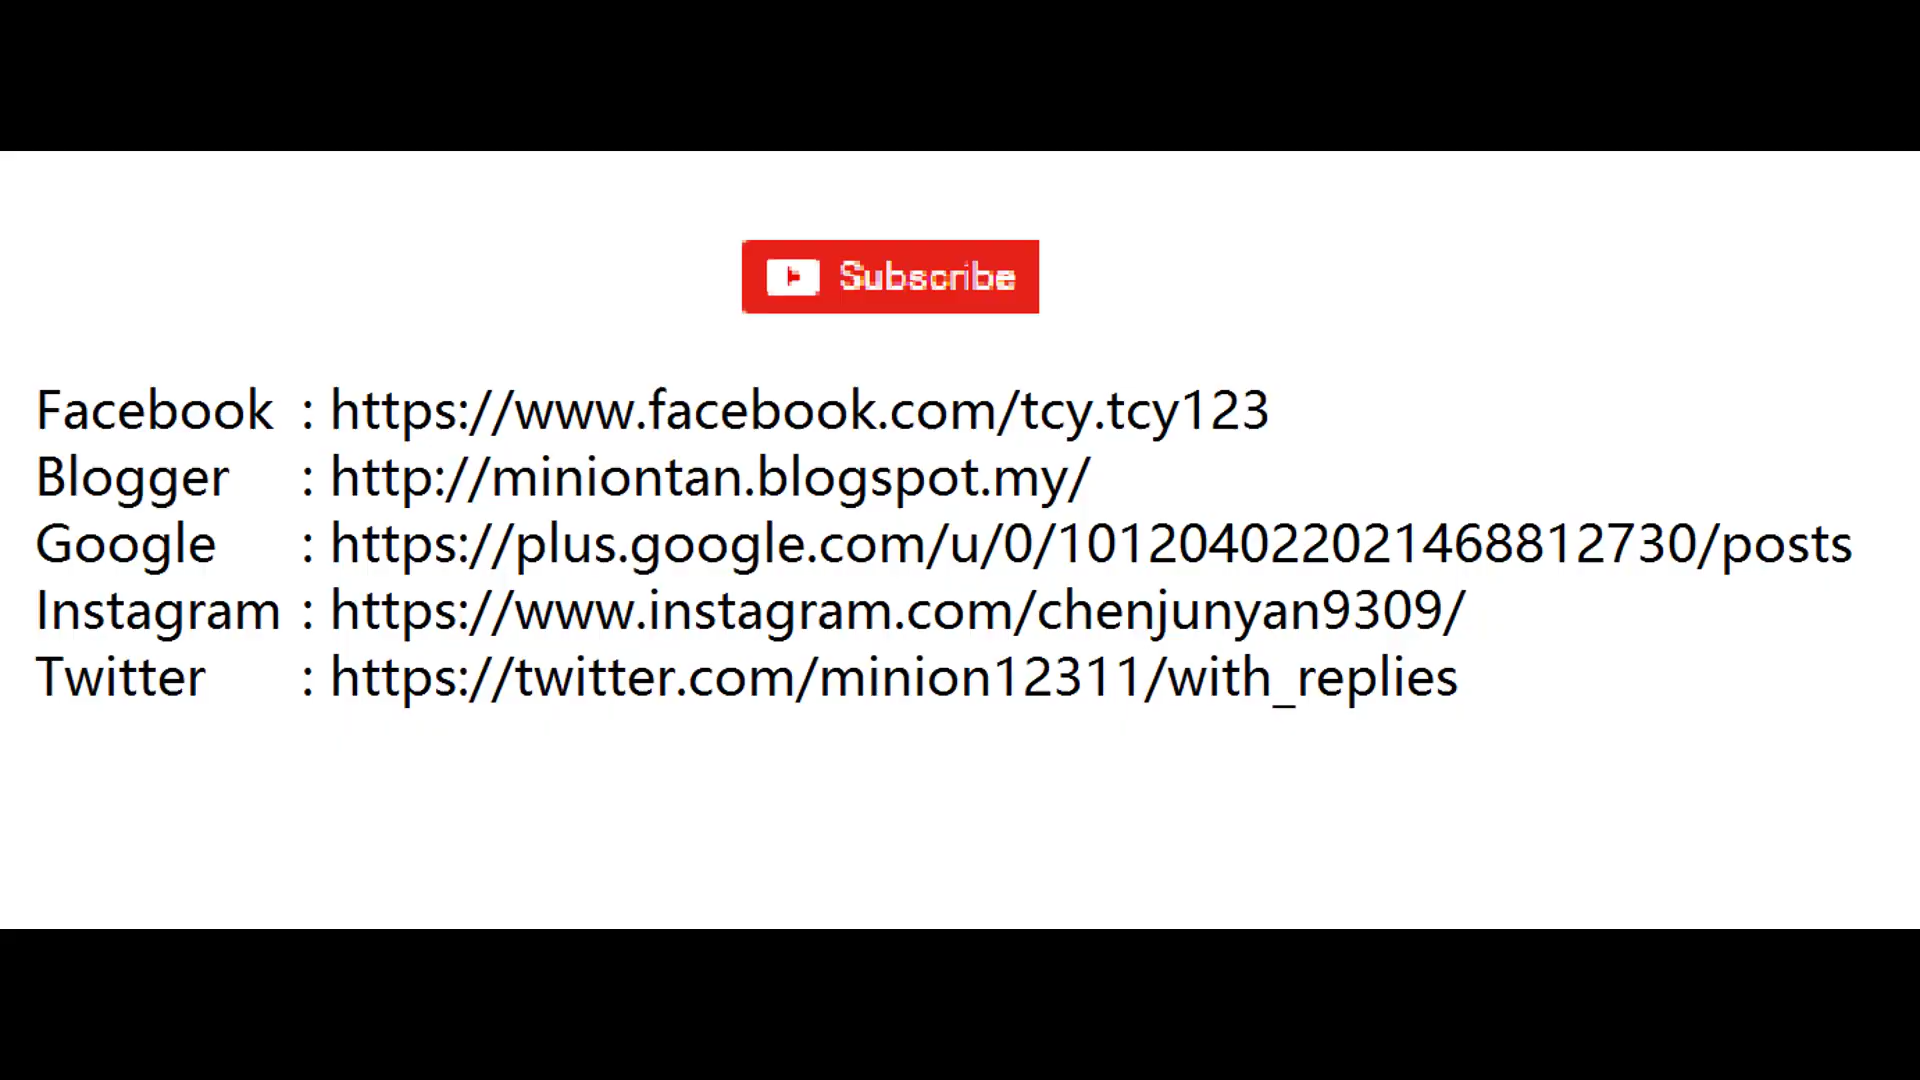 Subscribe
Facebook : https://www.facebook.com/tcy.tcy123
Blogger : http://miniontan.blogspot.my/
Google : https://plus.google.com/u/0/101204022021468812730/posts
Instagram : https://www.instagram.com/chenjunyan9309/
Twitter : https://twitter.com/minion12311/with_replies